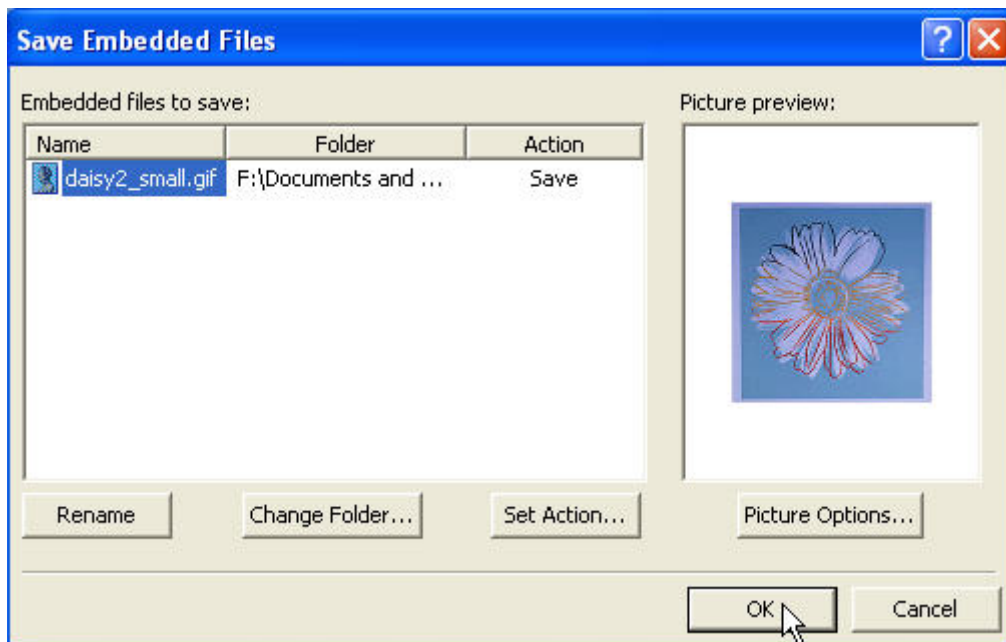 Save Embedded Files
Embedded files to save:
Picture preview:
Name Folder Action
daisy2_small.gif F:\Documents and ... Save
Rename Change Folder... Set Action... Picture Options...
OK Cancel